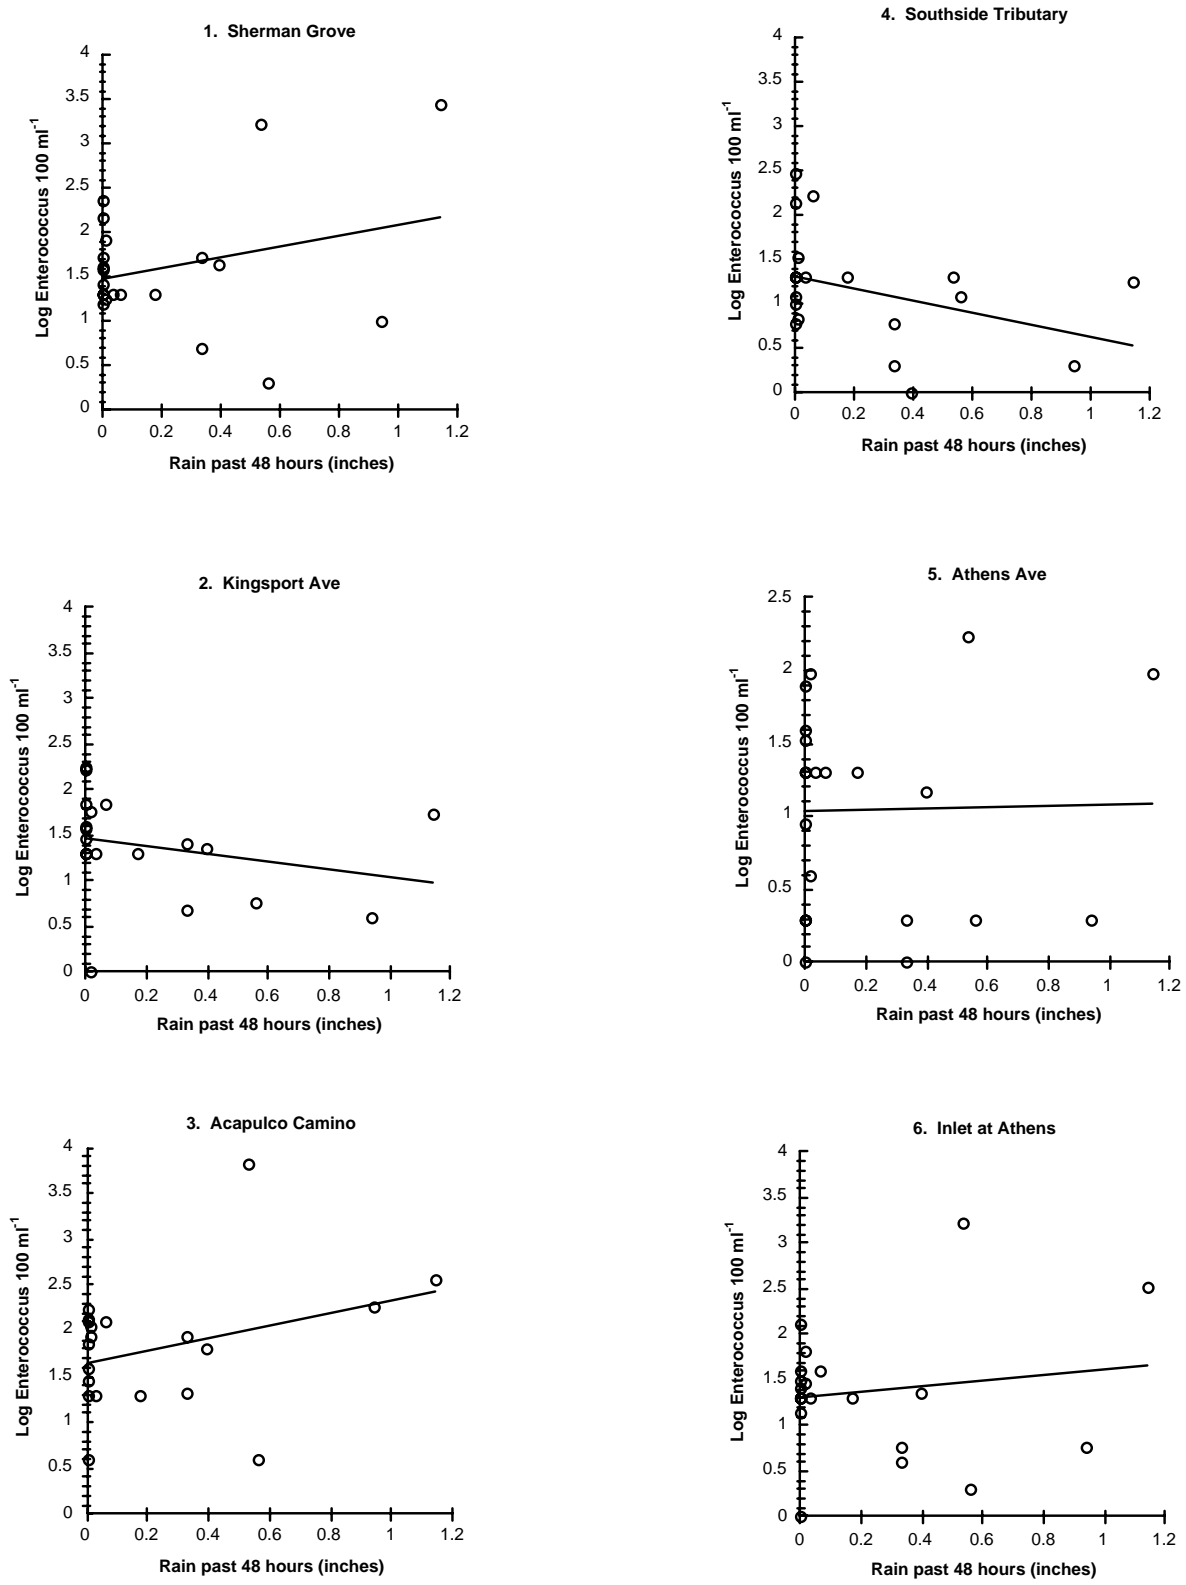 1. Sherman Grove
4
3.5
3
2.5
2
1.5
1
0.5
0
Log Enterococcus 100 ml-1
0 0.2 0.4 0.6 0.8 1 1.2
Rain past 48 hours (inches)
4. Southside Tributary
4
3.5
3
2.5
2
1.5
1
0.5
0
Log Enterococcus 100 ml-1
0 0.2 0.4 0.6 0.8 1 1.2
Rain past 48 hours (inches)
2. Kingsport Ave
4
3.5
3
2.5
2
1.5
1
0.5
0
Log Enterococcus 100 ml-1
0 0.2 0.4 0.6 0.8 1 1.2
Rain past 48 hours (inches)
5. Athens Ave
2.5
2
1.5
1
0.5
0
Log Enterococcus 100 ml-1
0 0.2 0.4 0.6 0.8 1 1.2
Rain past 48 hours (inches)
3. Acapulco Camino
4
3.5
3
2.5
2
1.5
1
0.5
0
Log Enterococcus 100 ml-1
0 0.2 0.4 0.6 0.8 1 1.2
Rain past 48 hours (inches)
6. Inlet at Athens
4
3.5
3
2.5
2
1.5
1
0.5
0
Log Enterococcus 100 ml-1
0 0.2 0.4 0.6 0.8 1 1.2
Rain past 48 hours (inches)